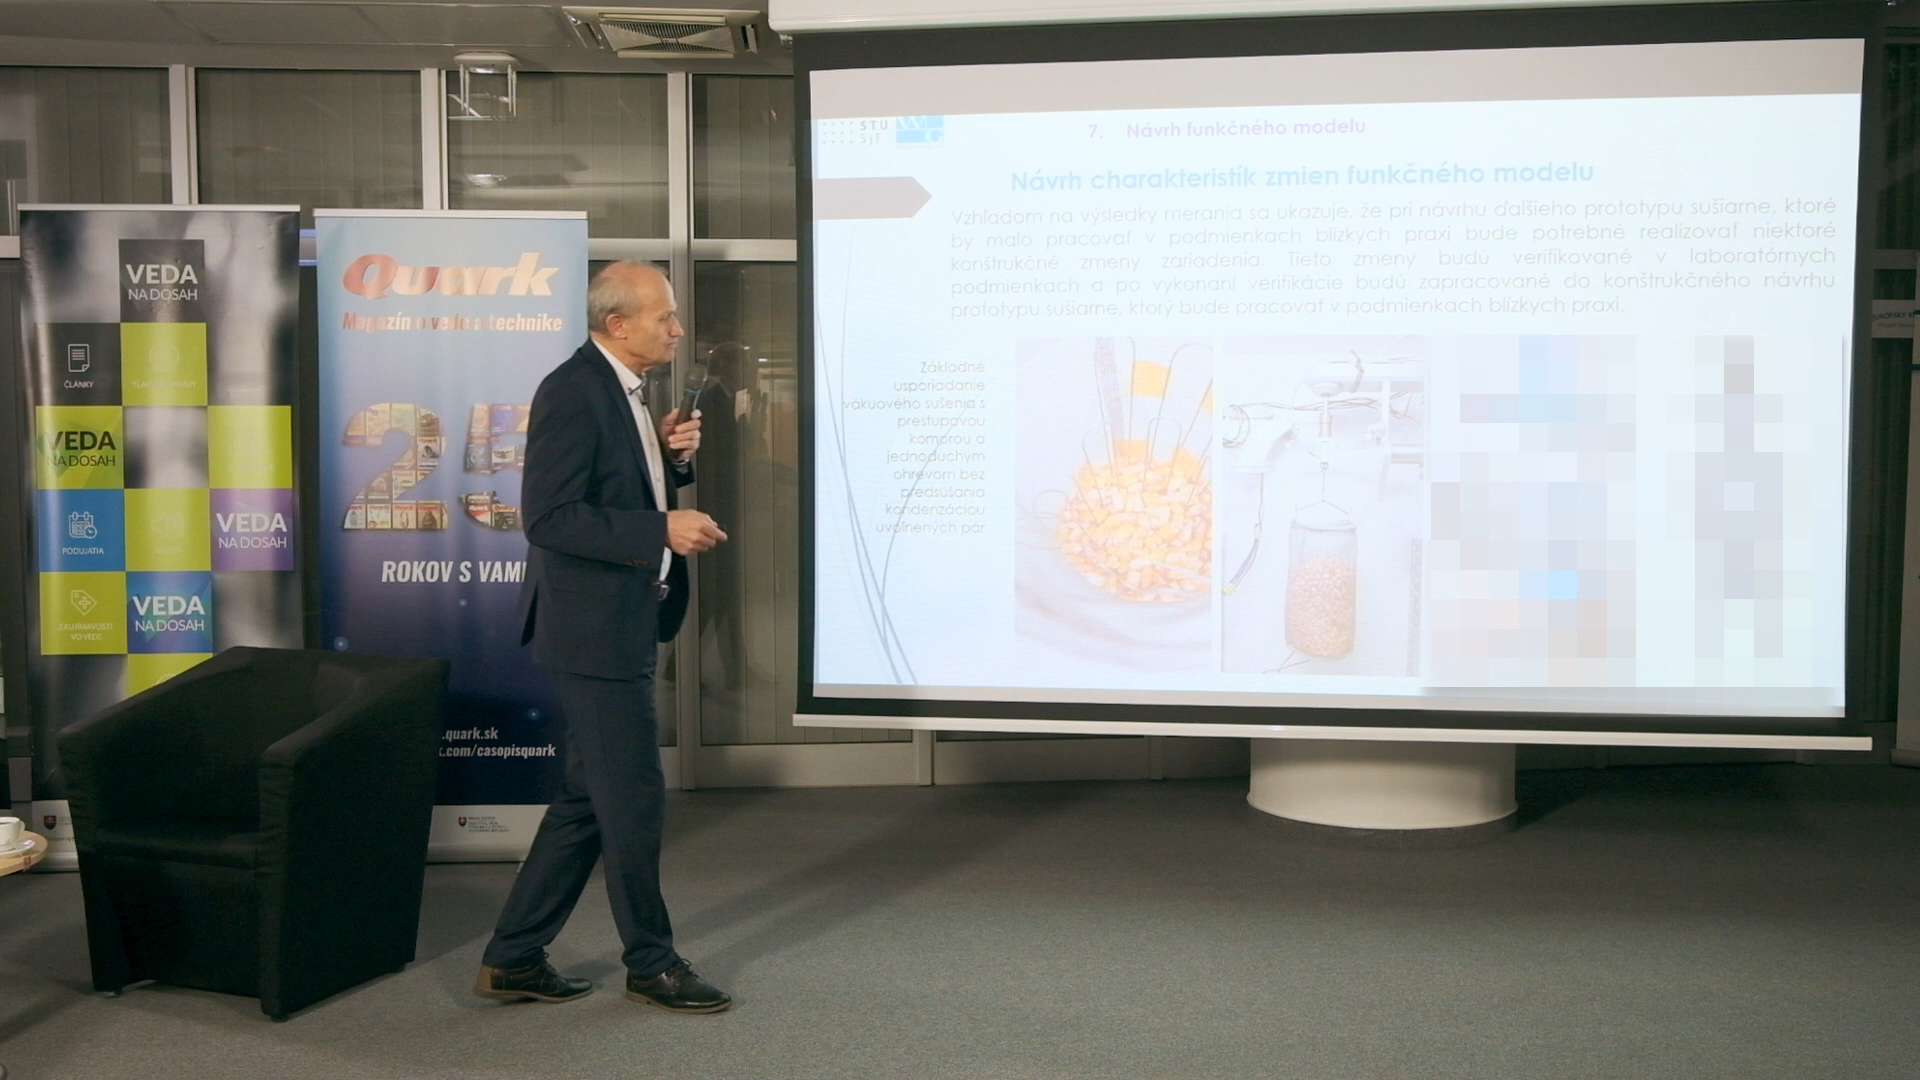 VEDA
NA DOSAH
ČLÁNKY
VEDA
NA DOSAH
PODUJATIA
VEDA
NA DOSAH
ZAUJÍMAVOSTI
VO VEDE
VEDA
NA DOSAH
Quark
Magazín o vede a technike
25
ROKOV S VAMI
.quark.sk
.com/casopisquark
STU
SjF
7. Návrh funkčného modelu
Návrh charakteristík zmien funkčného modelu
Vzhľadom na výsledky merania sa ukazuje, že pri návrhu ďalšieho prototypu sušiarne, ktoré
by malo pracovať v podmienkach blízkych praxi bude potrebné realizovať niektoré
konštrukčné zmeny zariadenia. Tieto zmeny budú verifikované v laboratórnych
podmienkach a po vykonaní verifikácie budú zapracované do konštrukčného návrhu
prototypu sušiarne, ktorý bude pracovať v podmienkach blízkych praxi.
Základné
usporiadanie
vákuového sušenia s
prestupovou
komorou a
jednoduchým
ohrevom bez
predsúšania
kondenzáciou
uvoľnených pár